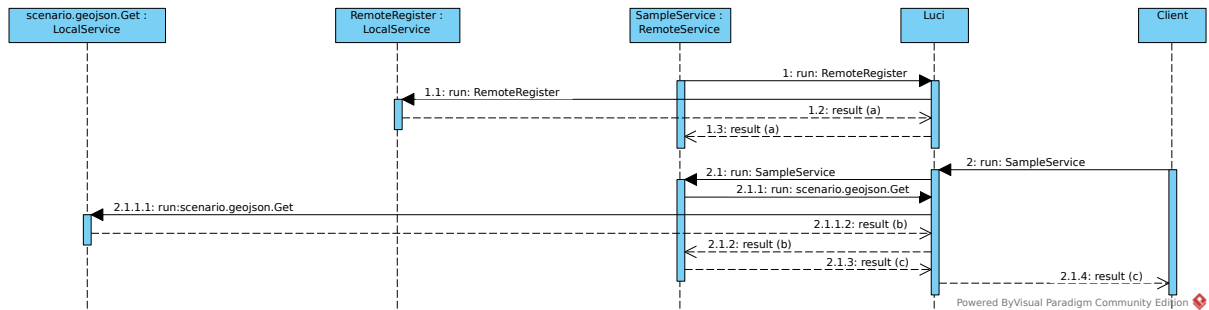 scenario.geojson.Get :
LocalService
RemoteRegister :
LocalService
SampleService :
RemoteService
Luci
Client
1: run: RemoteRegister
1.1: run: RemoteRegister
1.2: result (a)
1.3: result (a)
2: run: SampleService
2.1: run: SampleService
2.1.1: run: scenario.geojson.Get
2.1.1.1: run:scenario.geojson.Get
2.1.1.2: result (b)
2.1.2: result (b)
2.1.3: result (c)
2.1.4: result (c)
Powered ByVisual Paradigm Community Edition